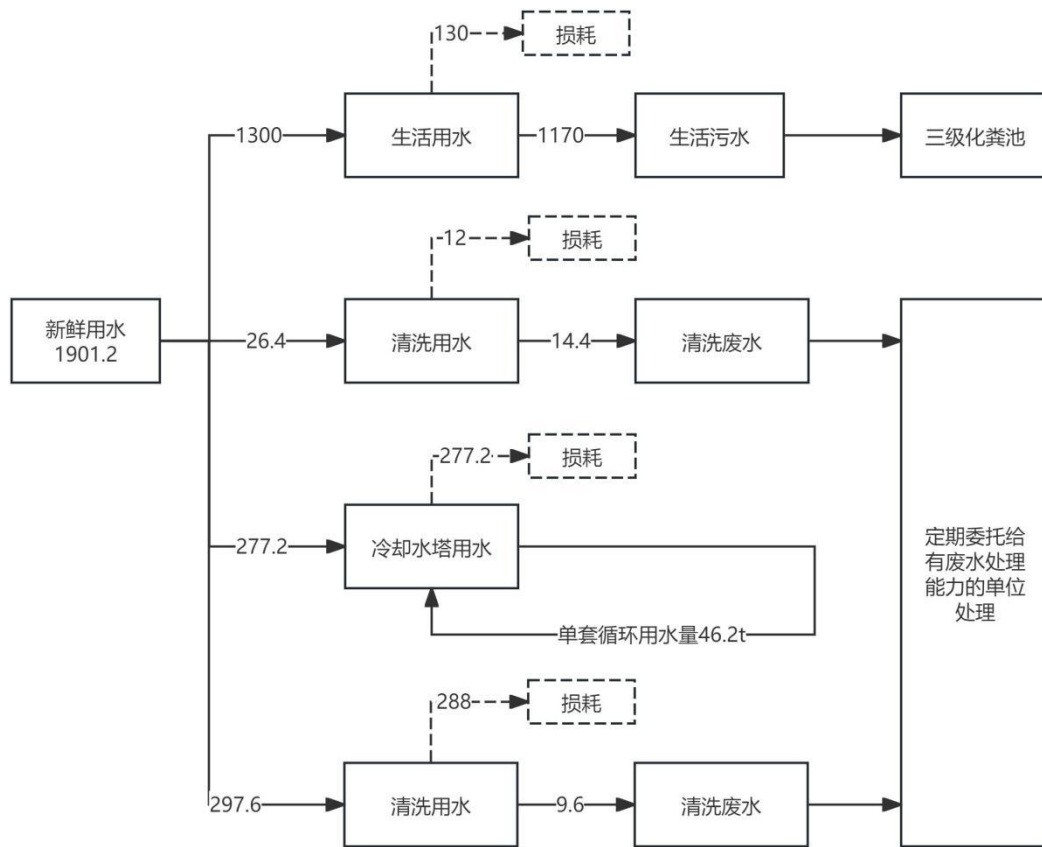 130
损耗
1300
生活用水
1170
生活污水
三级化粪池
12
损耗
新鲜用水
1901.2
26.4
清洗用水
14.4
清洗废水
277.2
损耗
277.2
冷却水塔用水
定期委托给
有废水处理
能力的单位
处理
单套循环用水量46.2t
288
损耗
297.6
清洗用水
9.6
清洗废水